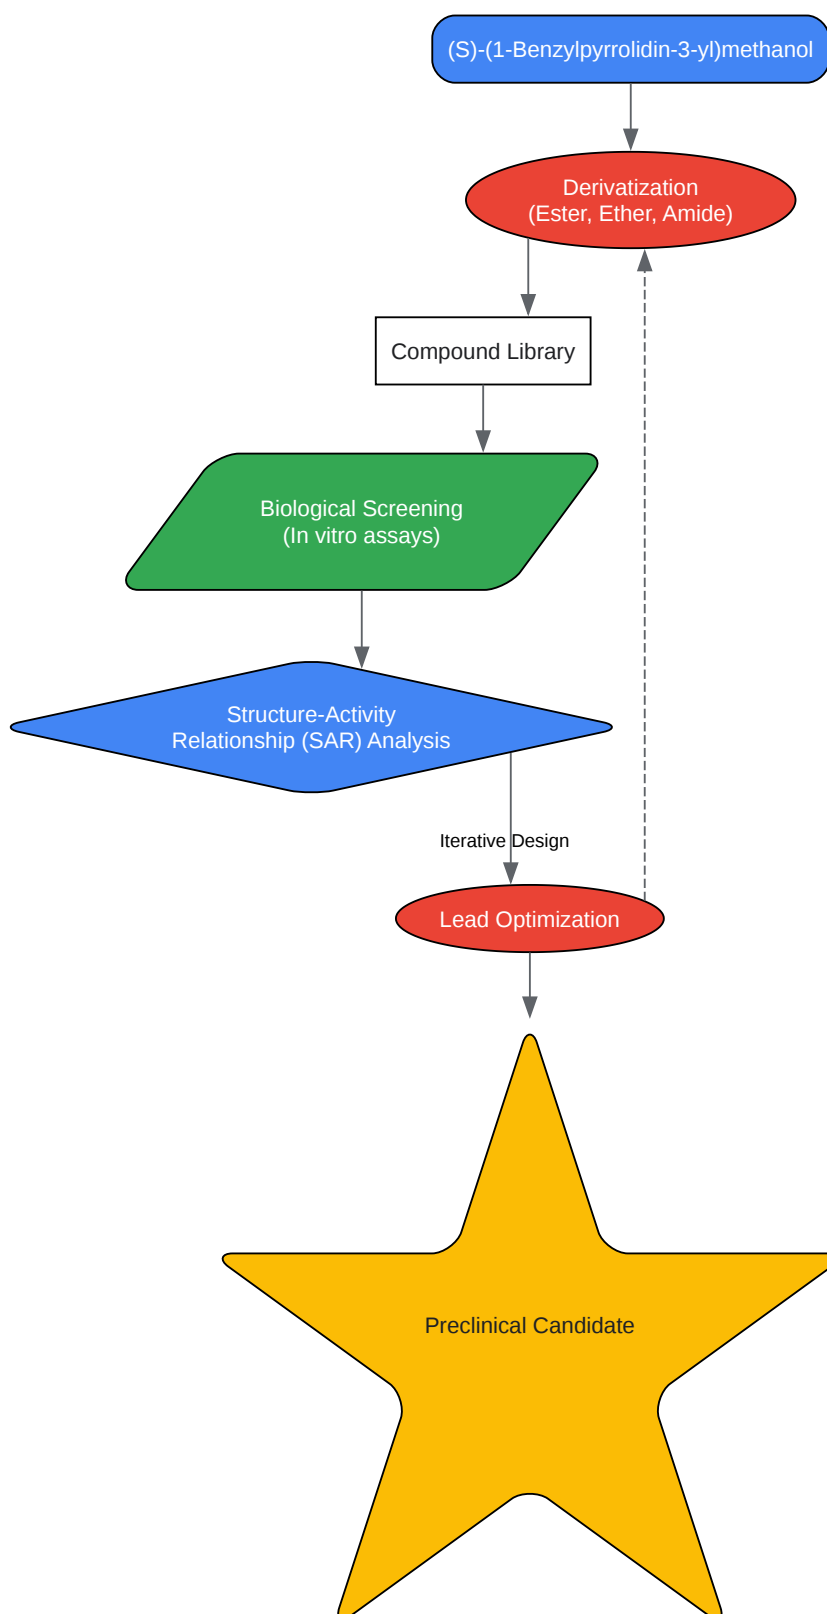 (S)-(1-Benzylpyrrolidin-3-yl)methanol
Derivatization
(Ester, Ether, Amide)
Compound Library
Biological Screening
(In vitro assays)
Structure-Activity
Relationship (SAR) Analysis
Iterative Design
Lead Optimization
Preclinical Candidate